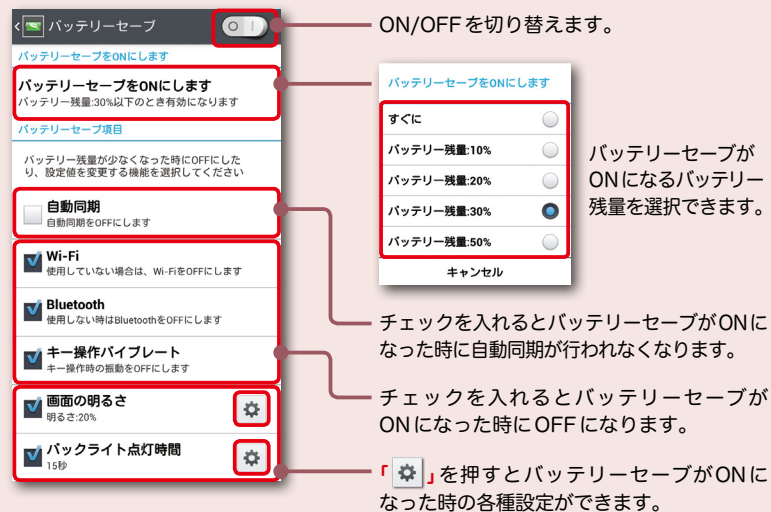 バッテリーセーブ
ON/OFFを切り替えます。
バッテリーセーブをONにします
バッテリーセーブをONにします
バッテリー残量:30%以下のとき有効になります
バッテリーセーブ項目
バッテリー残量が少なくなった時にOFFにした
り、設定値を変更する機能を選択してください
自動同期
自動同期をOFFにします
Wi-Fi
使用していない場合は、Wi-FiをOFFにします
Bluetooth
使用しない時はBluetoothをOFFにします
キー操作バイブレート
キー操作時の振動をOFFにします
画面の明るさ
明るさ:20%
バックライト点灯時間
15秒
バッテリーセーブをONにします
すぐに
バッテリー残量:10%
バッテリー残量:20%
バッテリー残量:30%
バッテリー残量:50%
キャンセル
バッテリーセーブが
ONになるバッテリー
残量を選択できます。
チェックを入れるとバッテリーセーブがONに
なった時に自動同期が行われなくなります。
チェックを入れるとバッテリーセーブが
ONになった時にOFFになります。
「」を押すとバッテリーセーブがONに
なった時の各種設定ができます。